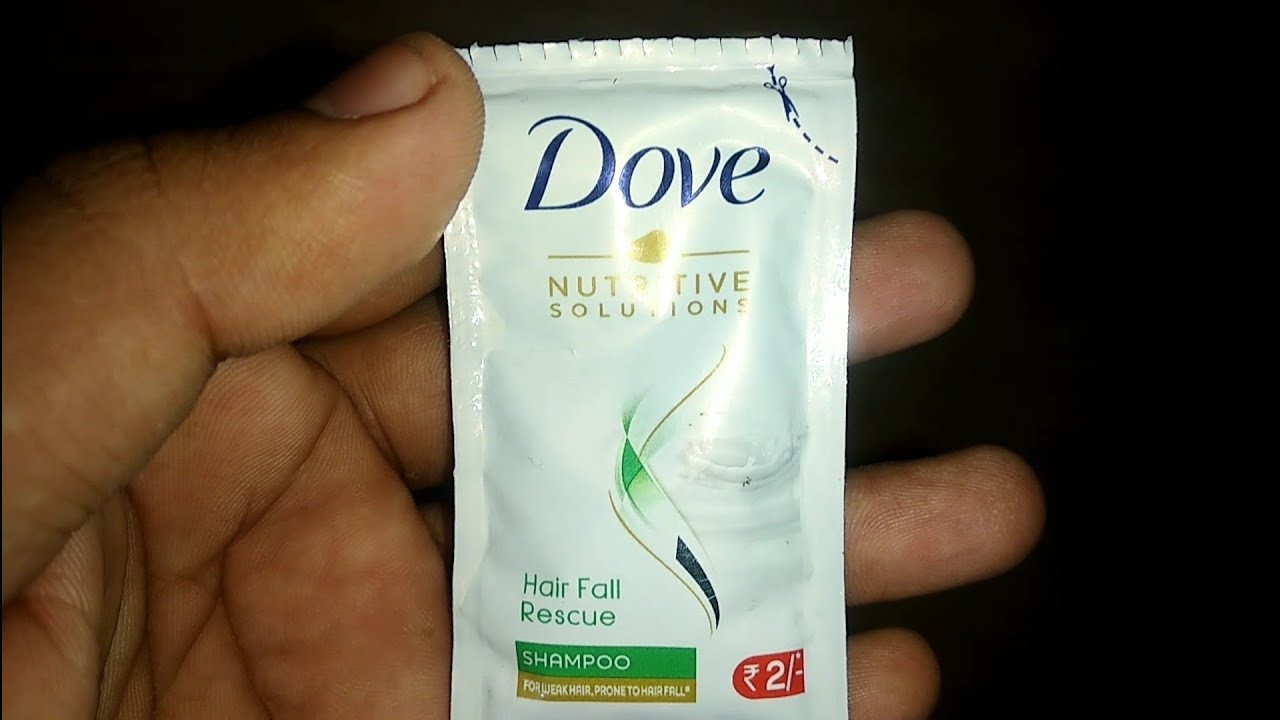 Dove
NUTRITIVE
SOLUTIONS
Hair Fall
Rescue
SHAMPOO
FOR WEAK HAIR, PRONE TO HAIR FALL*
₹ 2/-*